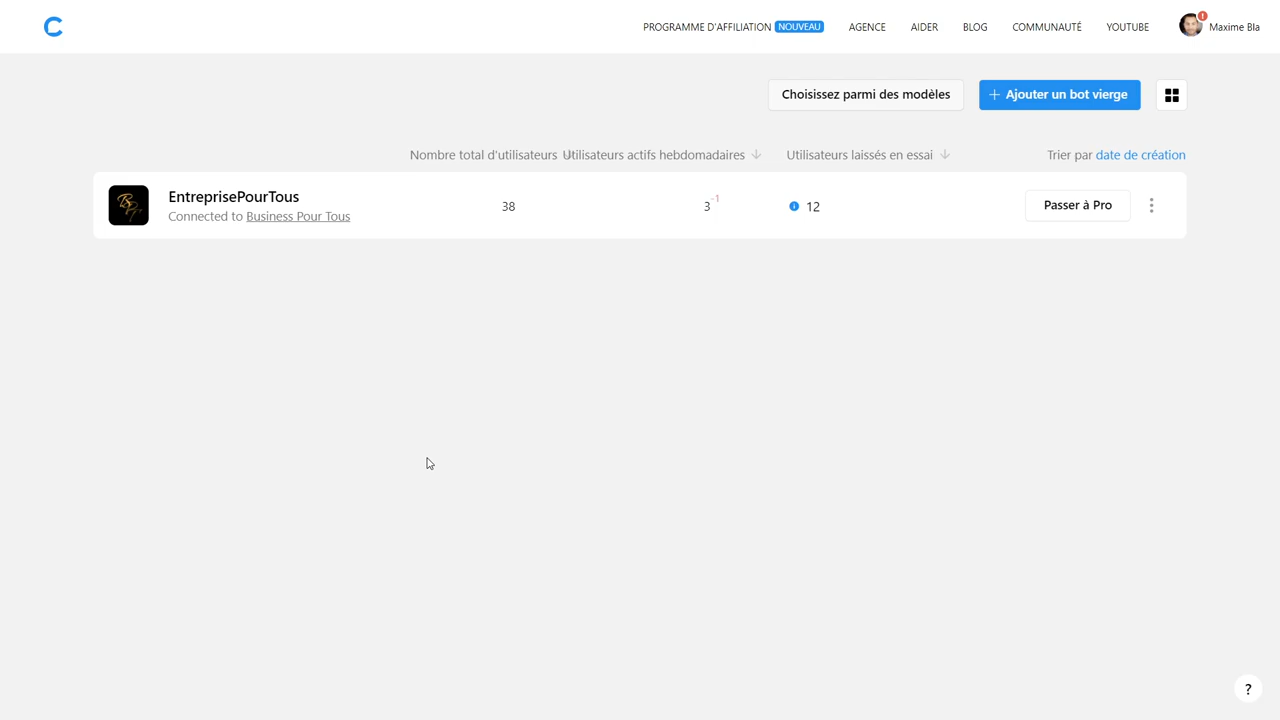 PROGRAMME D'AFFILIATION NOUVEAU AGENCE AIDER BLOG COMMUNAUTÉ YOUTUBE Maxime Bla
Choisissez parmi des modèles + Ajouter un bot vierge
Nombre total d'utilisateurs Utilisateurs actifs hebdomadaires Utilisateurs laissés en essai Trier par date de création
EntreprisePourTous
Connected to Business Pour Tous
38 3 -1 12 Passer à Pro
?